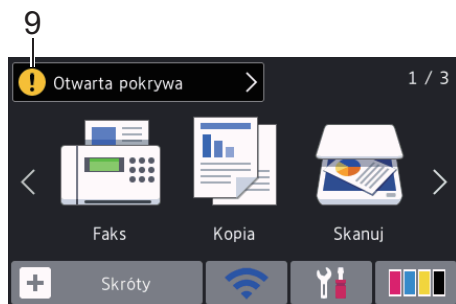 9
! Otwarta pokrywa
1 / 3
Faks Kopia Skanuj
+ Skróty